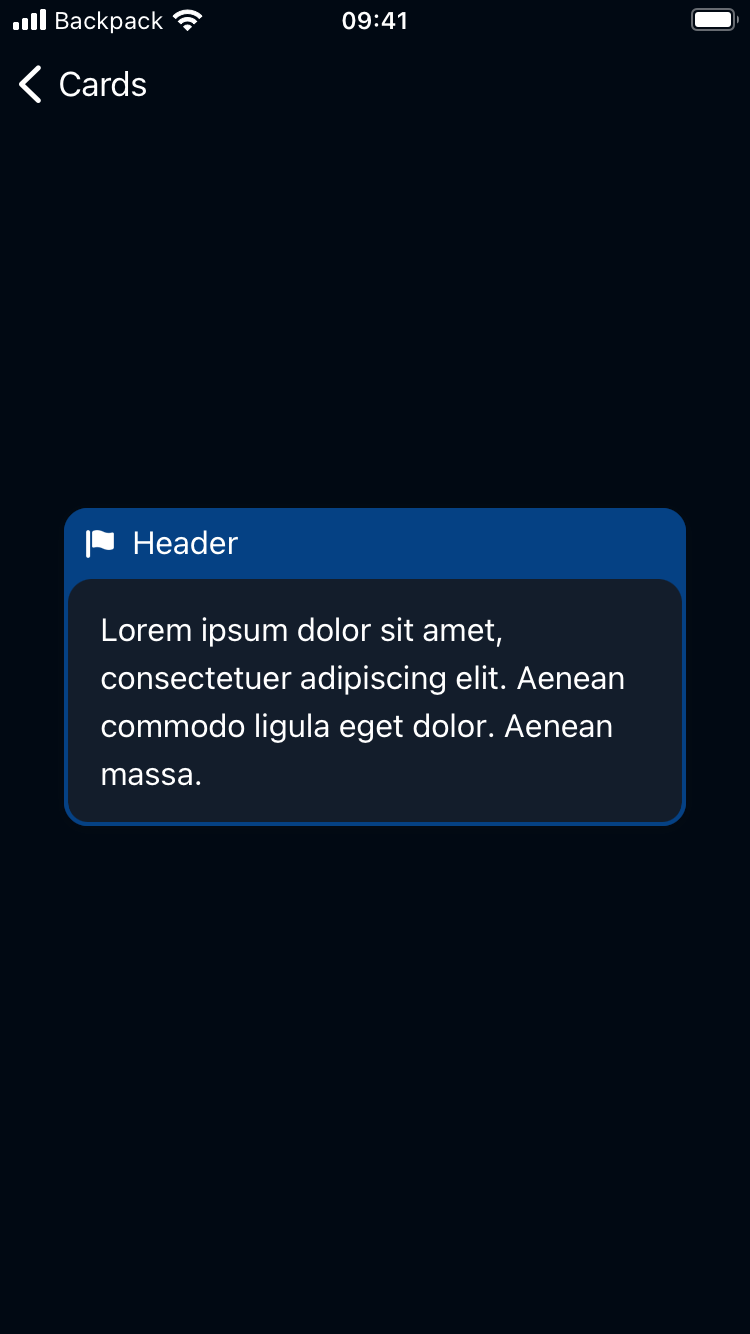 Backpack 09:41
Cards
Header
Lorem ipsum dolor sit amet,
consectetuer adipiscing elit. Aenean
commodo ligula eget dolor. Aenean
massa.